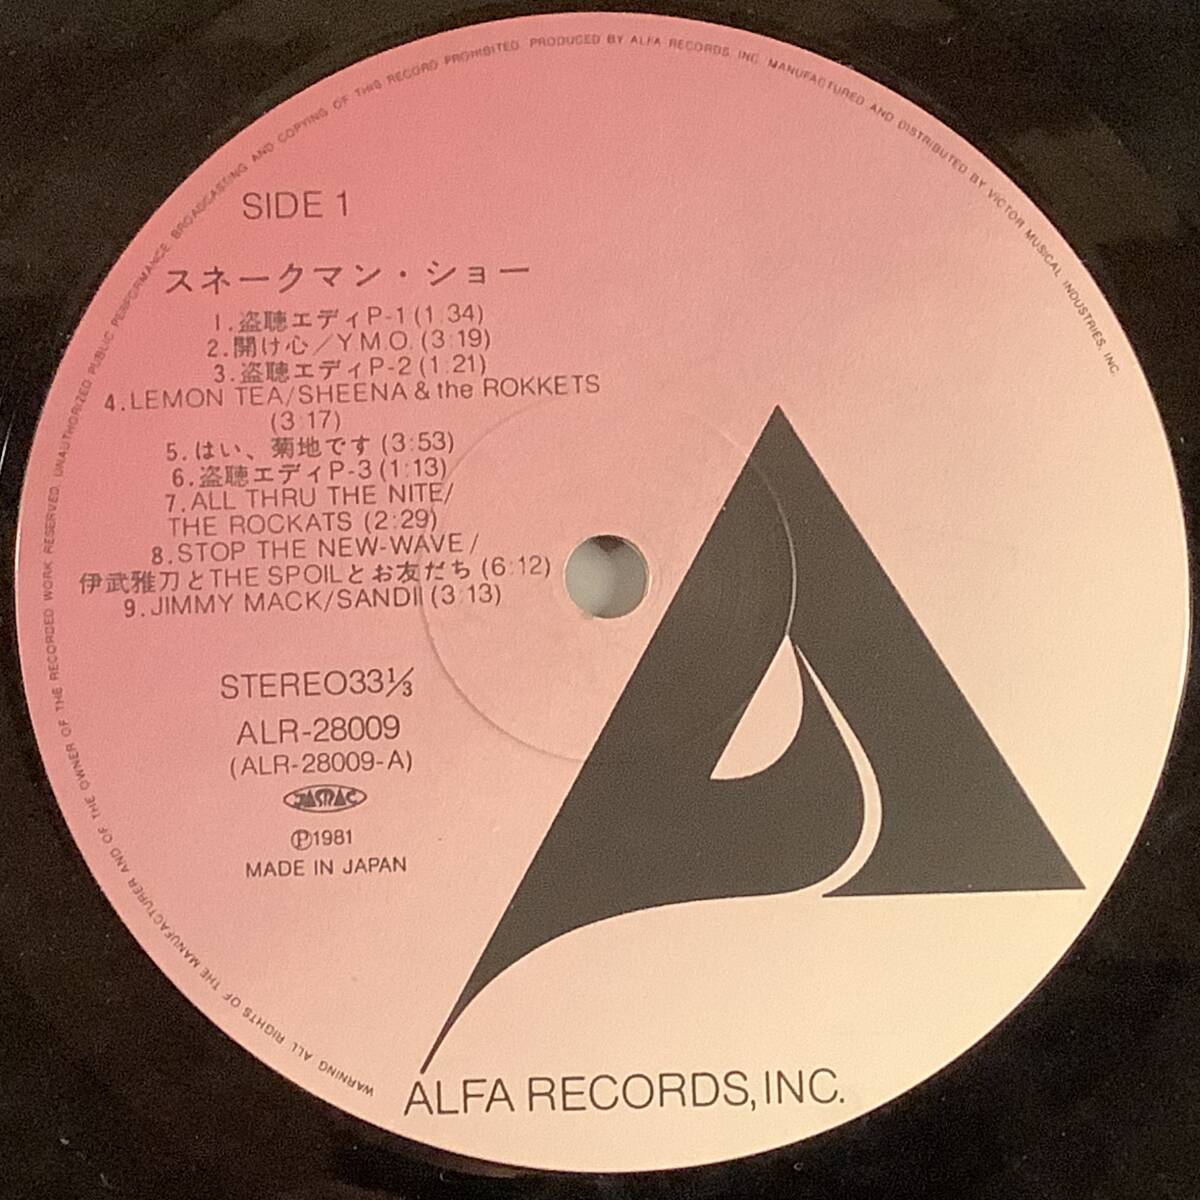 WARNING ALL RIGHTS OF THE MANUFACTURER AND OF THE OWNER OF THE RECORDED WORK RESERVED. UNAUTHORIZED PUBLIC PERFORMANCE BROADCASTING AND COPYING OF THIS RECORD PROHIBITED. PRODUCED BY ALFA RECORDS, INC. MANUFACTURED AND DISTRIBUTED BY VICTOR MUSICAL INDUSTRIES, INC.
SIDE 1
スネークマン・ショー
1.盗聴エディP-1(1:34)
2.開け心/Y.M.O.(3:19)
3.盗聴エディP-2(1:21)
4.LEMON TEA/SHEENA & the ROKKETS
(3:17)
5.はい、菊地です(3:53)
6.盗聴エディP-3(1:13)
7.ALL THRU THE NITE/
THE ROCKATS (2:29)
8.STOP THE NEW-WAVE/
伊武雅刀とTHE SPOILとお友だち(6:12)
9.JIMMY MACK/SANDII(3:13)
STEREO33⅓
ALR-28009
(ALR-28009-A)
JASRAC
Ⓟ1981
MADE IN JAPAN
ALFA RECORDS, INC.